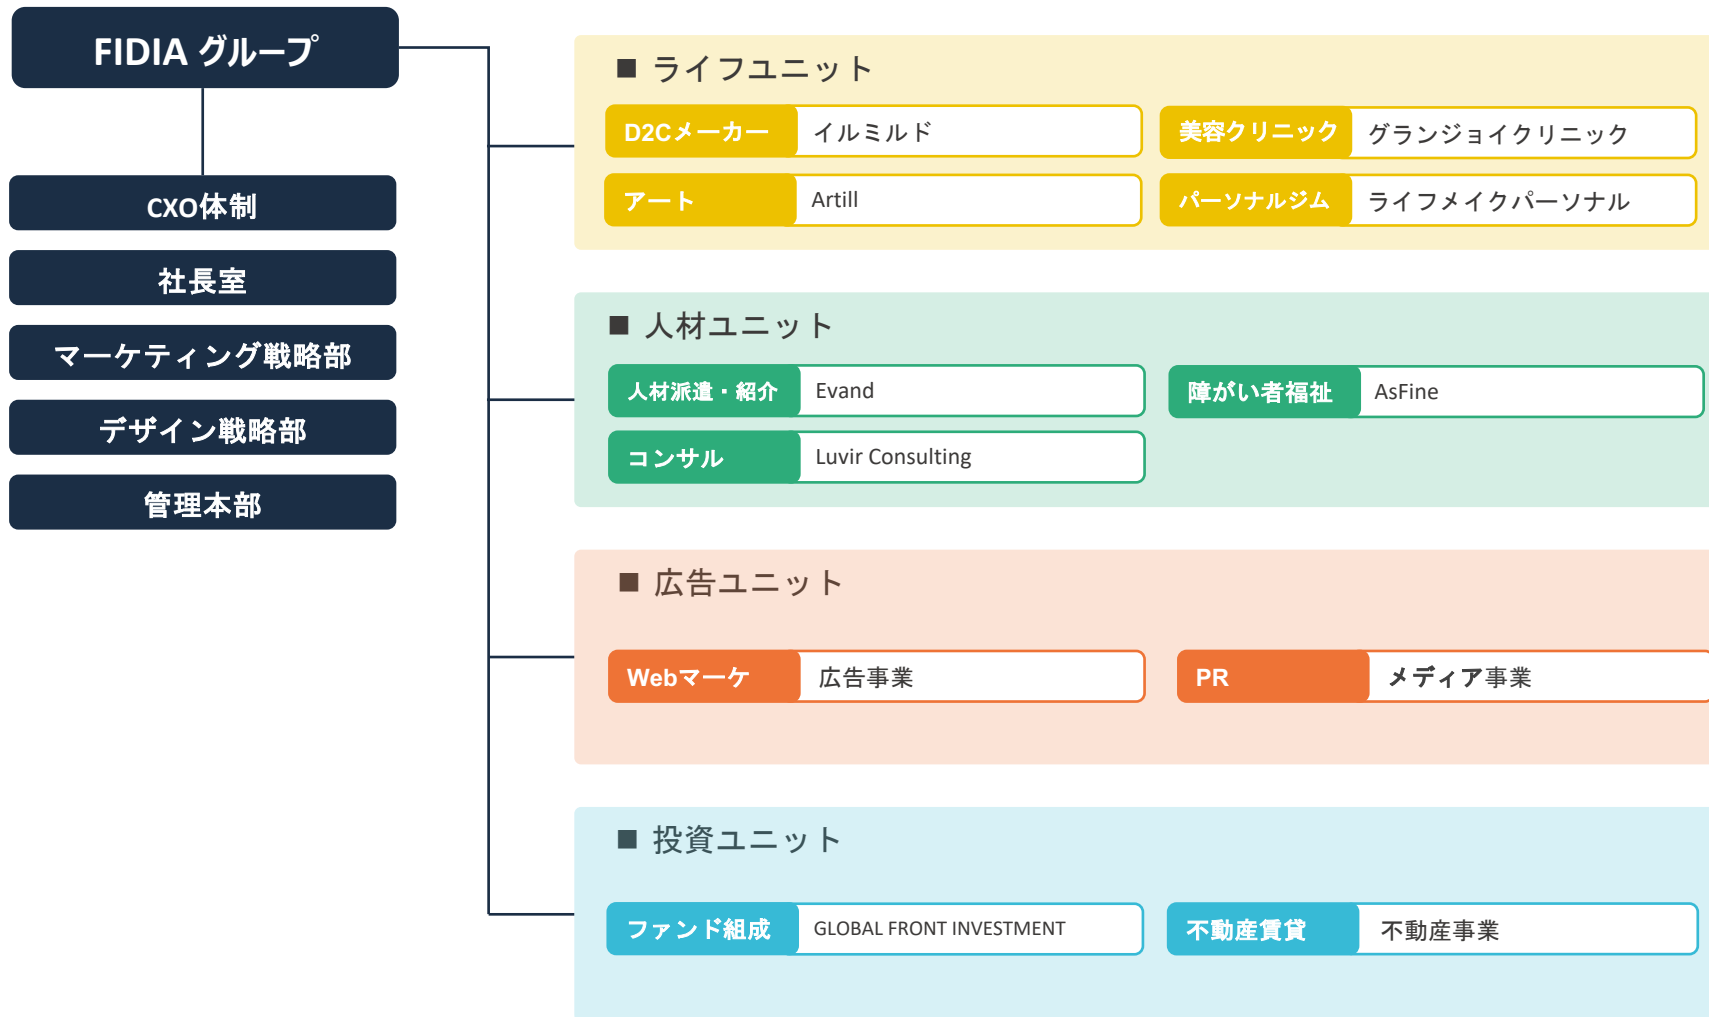 FIDIA グループ
CXO体制
社長室
マーケティング戦略部
デザイン戦略部
管理本部
■ ライフユニット
D2Cメーカー イルミルド
美容クリニック グランジョイクリニック
アート Artill
パーソナルジム ライフメイクパーソナル
■ 人材ユニット
人材派遣・紹介 Evand
障がい者福祉 AsFine
コンサル Luvir Consulting
■ 広告ユニット
Webマーケ 広告事業
PR メディア事業
■ 投資ユニット
ファンド組成 GLOBAL FRONT INVESTMENT
不動産賃貸 不動産事業